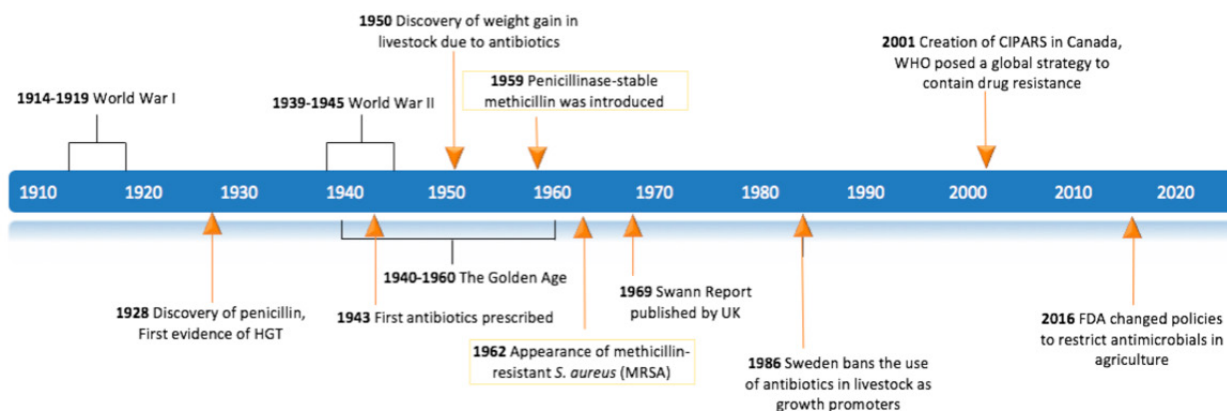 1950 Discovery of weight gain in
livestock due to antibiotics
2001 Creation of CIPARS in Canada,
WHO posed a global strategy to
contain drug resistance
1959 Penicillinase-stable
methicillin was introduced
1914-1919 World War I
1939-1945 World War II
1910 1920 1930 1940 1950 1960 1970 1980 1990 2000 2010 2020
1940-1960 The Golden Age
1928 Discovery of penicillin,
First evidence of HGT
1943 First antibiotics prescribed
1969 Swann Report
published by UK
2016 FDA changed policies
to restrict antimicrobials in
agriculture
1962 Appearance of methicillin-
resistant S. aureus (MRSA)
1986 Sweden bans the use
of antibiotics in livestock as
growth promoters